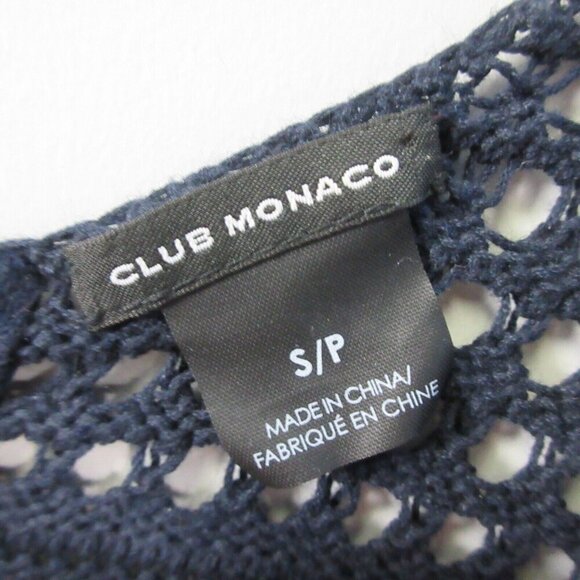 CLUB MONACO
S/P
MADE IN CHINA/
FABRIQUÉ EN CHINE